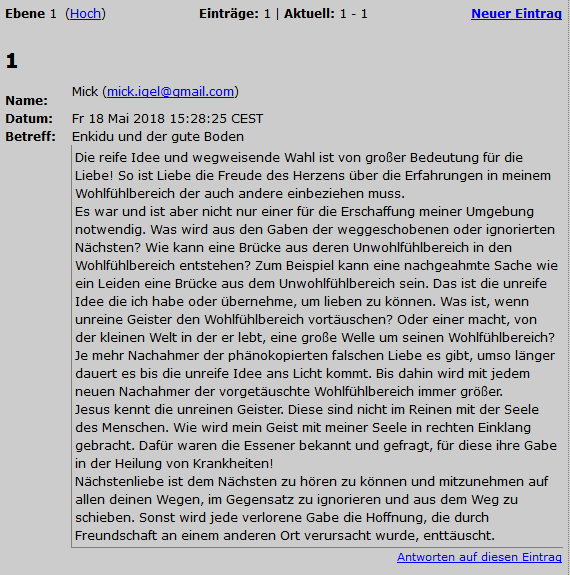 Ebene 1 (Hoch) Einträge: 1 | Aktuell: 1 - 1 Neuer Eintrag
1
Name: Mick (mick.igel@gmail.com)
Datum: Fr 18 Mai 2018 15:28:25 CEST
Betreff: Enkidu und der gute Boden
Die reife Idee und wegweisende Wahl ist von großer Bedeutung für die
Liebe! So ist Liebe die Freude des Herzens über die Erfahrungen in meinem
Wohlfühlbereich der auch andere einbeziehen muss.
Es war und ist aber nicht nur einer für die Erschaffung meiner Umgebung
notwendig. Was wird aus den Gaben der weggeschobenen oder ignorierten
Nächsten? Wie kann eine Brücke aus deren Unwohlfühlbereich in den
Wohlfühlbereich entstehen? Zum Beispiel kann eine nachgeahmte Sache wie
ein Leiden eine Brücke aus dem Unwohlfühlbereich sein. Das ist die unreife
Idee die ich habe oder übernehme, um lieben zu können. Was ist, wenn
unreine Geister den Wohlfühlbereich vortäuschen? Oder einer macht, von
der kleinen Welt in der er lebt, eine große Welle um seinen Wohlfühlbereich?
Je mehr Nachahmer der phänokopierten falschen Liebe es gibt, umso länger
dauert es bis die unreife Idee ans Licht kommt. Bis dahin wird mit jedem
neuen Nachahmer der vorgetäuschte Wohlfühlbereich immer größer.
Jesus kennt die unreinen Geister. Diese sind nicht im Reinen mit der Seele
des Menschen. Wie wird mein Geist mit meiner Seele in rechten Einklang
gebracht. Dafür waren die Essener bekannt und gefragt, für diese ihre Gabe
in der Heilung von Krankheiten!
Nächstenliebe ist dem Nächsten zu hören zu können und mitzunehmen auf
allen deinen Wegen, im Gegensatz zu ignorieren und aus dem Weg zu
schieben. Sonst wird jede verlorene Gabe die Hoffnung, die durch
Freundschaft an einem anderen Ort verursacht wurde, enttäuscht.
Antworten auf diesen Eintrag